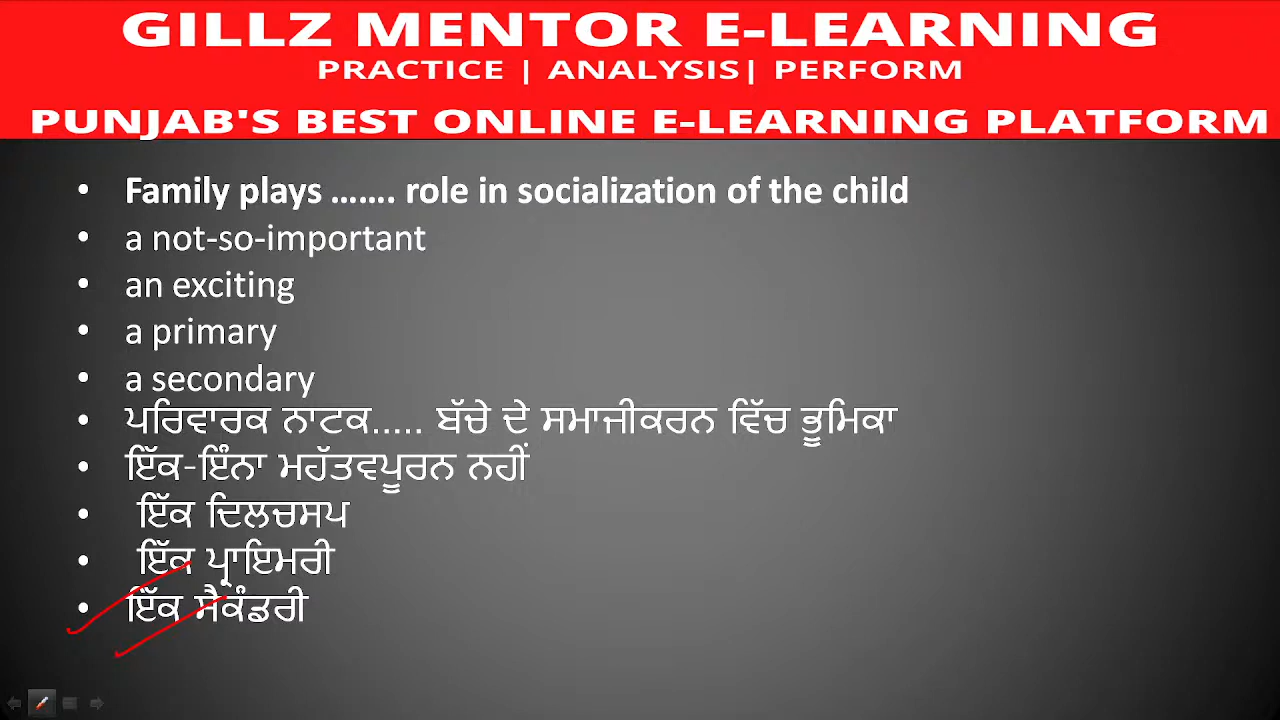 GILLZ MENTOR E-LEARNING
PRACTICE | ANALYSIS| PERFORM
PUNJAB'S BEST ONLINE E-LEARNING PLATFORM
• Family plays ....... role in socialization of the child
• a not-so-important
• an exciting
• a primary
• a secondary
• ਪਰਿਵਾਰਕ ਨਾਟਕ..... ਬੱਚੇ ਦੇ ਸਮਾਜੀਕਰਨ ਵਿੱਚ ਭੂਮਿਕਾ
• ਇੱਕ-ਇੰਨਾ ਮਹੱਤਵਪੂਰਨ ਨਹੀਂ
• ਇੱਕ ਦਿਲਚਸਪ
• ਇੱਕ ਪ੍ਰਾਇਮਰੀ
• ਇੱਕ ਸੈਕੰਡਰੀ